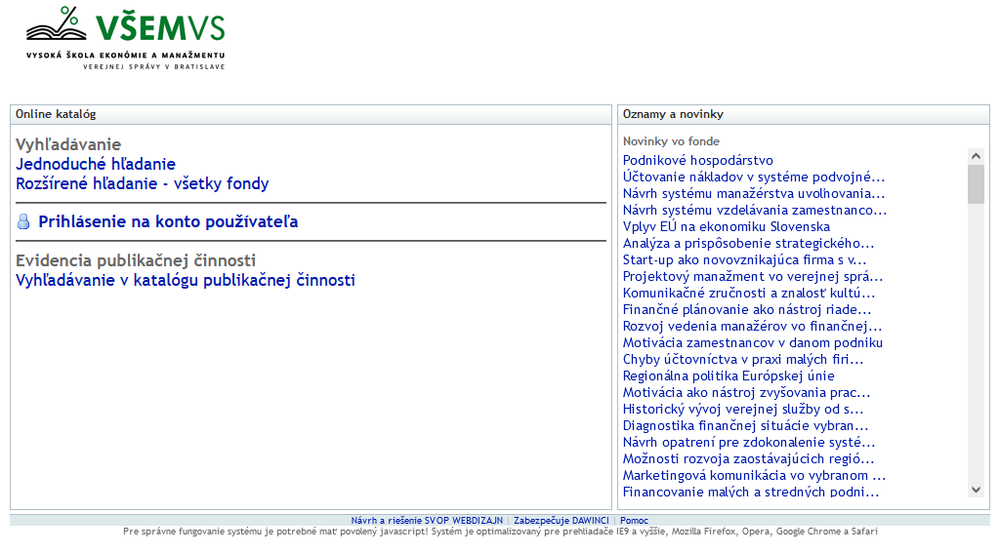 VŠEMVS
VYSOKÁ ŠKOLA EKONÓMIE A MANAŽMENTU
VEREJNEJ SPRÁVY V BRATISLAVE
Online katalóg
Vyhľadávanie
Jednoduché hľadanie
Rozšírené hľadanie - všetky fondy
Prihlásenie na konto používateľa
Evidencia publikačnej činnosti
Vyhľadávanie v katalógu publikačnej činnosti
Oznamy a novinky
Novinky vo fonde
Podnikové hospodárstvo
Účtovanie nákladov v systéme podvojné...
Návrh systému manažérstva uvolhovania...
Návrh systému vzdelávania zamestnanco...
Vplyv EÚ na ekonomiku Slovenska
Analýza a prispôsobenie strategického...
Start-up ako novovznikajúca firma s v...
Projektový manažment vo verejnej sprá...
Komunikačné zručnosti a znalosť kultú...
Finančné plánovanie ako nástroj riade...
Rozvoj vedenia manažérov vo finančnej...
Motivácia zamestnancov v danom podniku
Chyby účtovníctva v praxi malých firi...
Regionálna politika Európskej únie
Motivácia ako nástroj zvyšovania prac...
Historický vývoj verejnej služby od s...
Diagnostika finančnej situácie vybran...
Návrh opatrení pre zdokonalenie systé...
Možnosti rozvoja zaostávajúcich regió...
Marketingová komunikácia vo vybranom ...
Financovanie malých a stredných podni...
Návrh a riešenie SVOP WEBDIZAJN | Zabezpečuje DAWINCI | Pomoc
Pre správne fungovanie systému je potrebné mať povolený javascript! Systém je optimalizovaný pre prehliadače IE9 a vyššie, Mozilla Firefox, Opera, Google Chrome a Safari